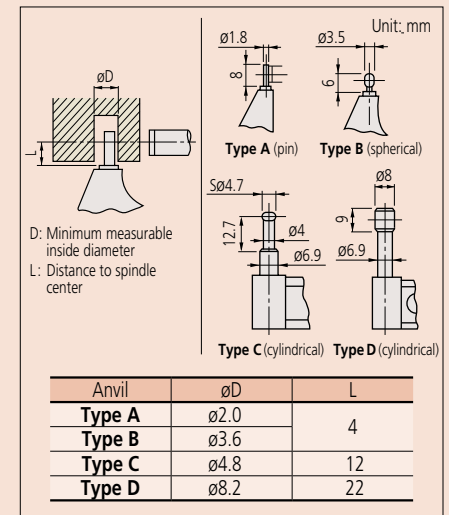 Unit: mm
ø1.8
8
Type A (pin)
ø3.5
6
Type B (spherical)
øD
L
D: Minimum measurable
inside diameter
L: Distance to spindle
center
Sø4.7
12.7
ø4
ø6.9
Type C (cylindrical)
ø8
9
ø6.9
Type D (cylindrical)
Anvil øD L
Type A ø2.0 4
Type B ø3.6
Type C ø4.8 12
Type D ø8.2 22